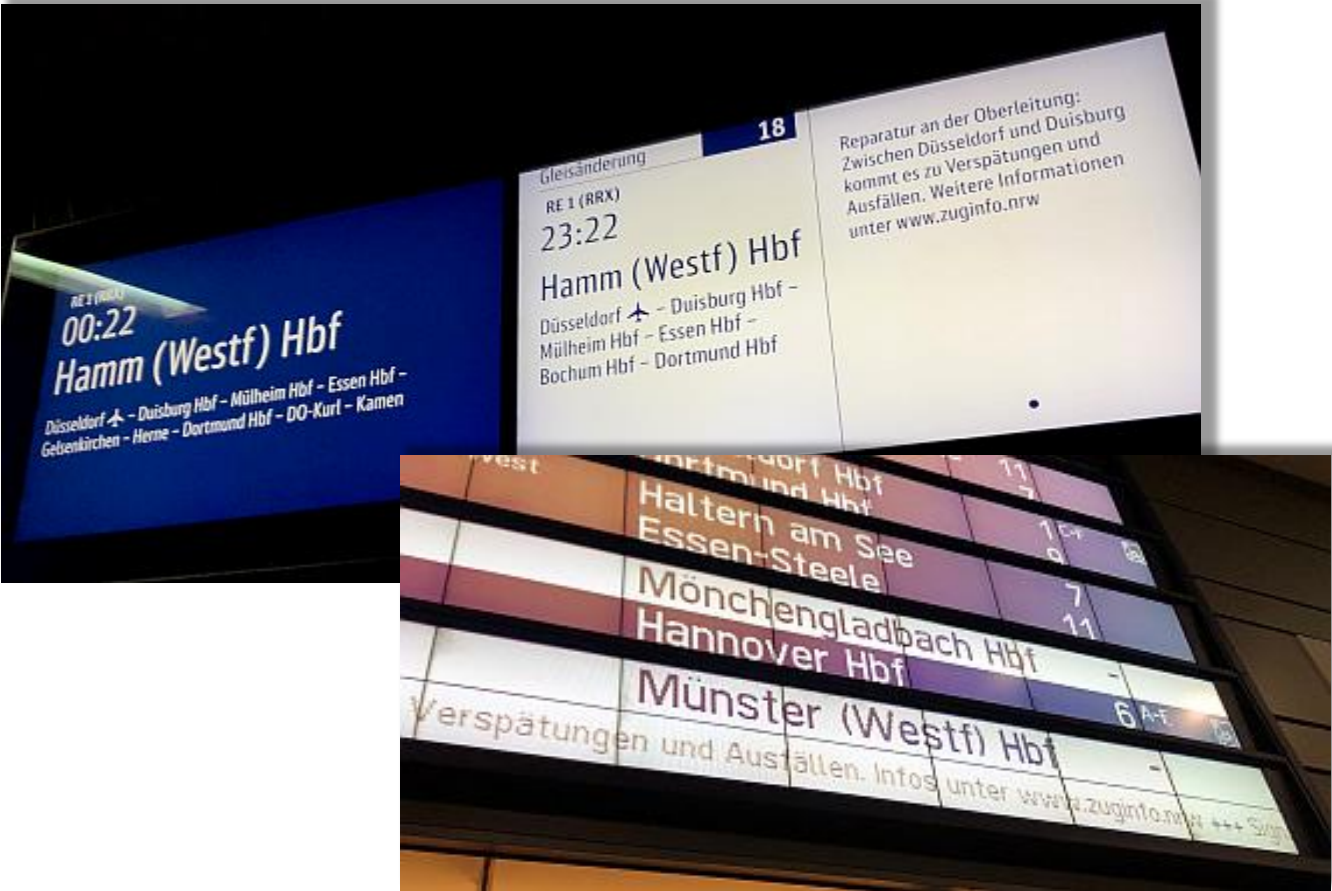 RE 1 (RRX)
00:22
Hamm (Westf) Hbf
Düsseldorf – Duisburg Hbf – Mülheim Hbf – Essen Hbf –
Gelsenkirchen – Herne – Dortmund Hbf – DO-Kurl – Kamen
Gleisänderung 18
RE 1 (RRX)
23:22
Hamm (Westf) Hbf
Düsseldorf – Duisburg Hbf –
Mülheim Hbf – Essen Hbf –
Bochum Hbf – Dortmund Hbf
Reparatur an der Oberleitung:
Zwischen Düsseldorf und Duisburg
kommt es zu Verspätungen und
Ausfällen. Weitere Informationen
unter www.zuginfo.nrw
Hbf 11
Dortmund Hbf 7
Haltern am See 1 C-F
Essen-Steele 9
Mönchengladbach Hbf 7
Hannover Hbf 11
Münster (Westf) Hbf - 6 A-F
Verspätungen und Ausfällen. Infos unter www.zuginfo.nrw +++